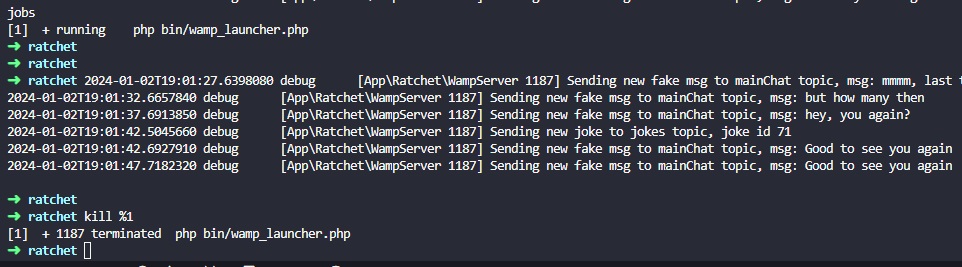 jobs
[1]  + running    php bin/wamp_launcher.php
➜ ratchet
➜ ratchet
➜ ratchet 2024-01-02T19:01:27.6398080 debug      [App\Ratchet\WampServer 1187] Sending new fake msg to mainChat topic, msg: mmmm, last
2024-01-02T19:01:32.6657840 debug      [App\Ratchet\WampServer 1187] Sending new fake msg to mainChat topic, msg: but how many then
2024-01-02T19:01:37.6913850 debug      [App\Ratchet\WampServer 1187] Sending new fake msg to mainChat topic, msg: hey, you again?
2024-01-02T19:01:42.5045660 debug      [App\Ratchet\WampServer 1187] Sending new joke to jokes topic, joke id 71
2024-01-02T19:01:42.6927910 debug      [App\Ratchet\WampServer 1187] Sending new fake msg to mainChat topic, msg: Good to see you again
2024-01-02T19:01:47.7182320 debug      [App\Ratchet\WampServer 1187] Sending new fake msg to mainChat topic, msg: Good to see you again
➜ ratchet
➜ ratchet kill %1
[1]  + 1187 terminated  php bin/wamp_launcher.php
➜ ratchet